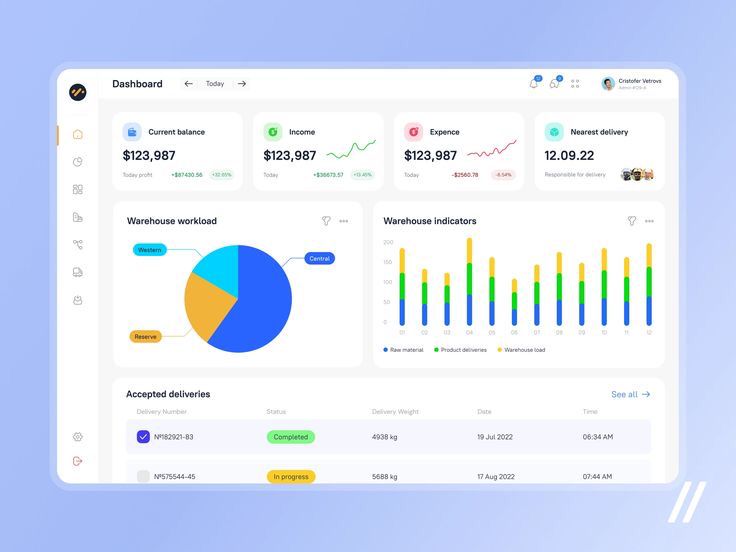 Dashboard
Today
Cristofer Vetrovs
Current balance
$123,987
Today profit +$87430.56 +32.65%
Income
$123,987
Today +$36673.57 +13.45%
Expence
$123,987
Today -$2560.78 -8.54%
Nearest delivery
12.09.22
Responsible for delivery
Warehouse workload
Western
Central
Reserve
Warehouse indicators
200
150
100
50
0
01 02 03 04 05 06 07 08 09 10 11 12
Raw material Product deliveries Warehouse load
Accepted deliveries See all
Delivery Number Status Delivery Weight Date Time
№182921-83 Completed 4938 kg 19 Jul 2022 06:34 AM
№575544-45 In progress 5688 kg 17 Aug 2022 07:44 AM